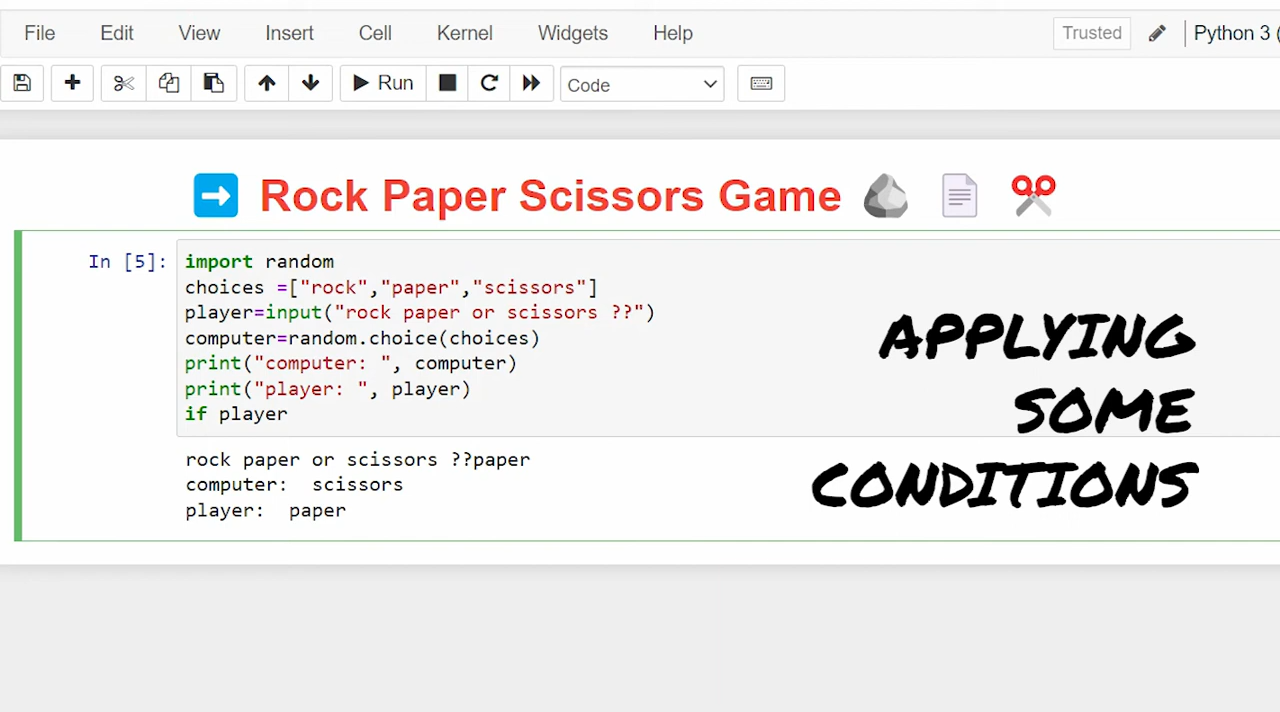 File Edit View Insert Cell Kernel Widgets Help Trusted Python 3 (
Run Code
Rock Paper Scissors Game
In [5]: import random
choices =["rock","paper","scissors"]
player=input("rock paper or scissors ??")
computer=random.choice(choices)
print("computer: ", computer)
print("player: ", player)
if player
APPLYING
SOME
CONDITIONS
rock paper or scissors ??paper
computer:  scissors
player:  paper